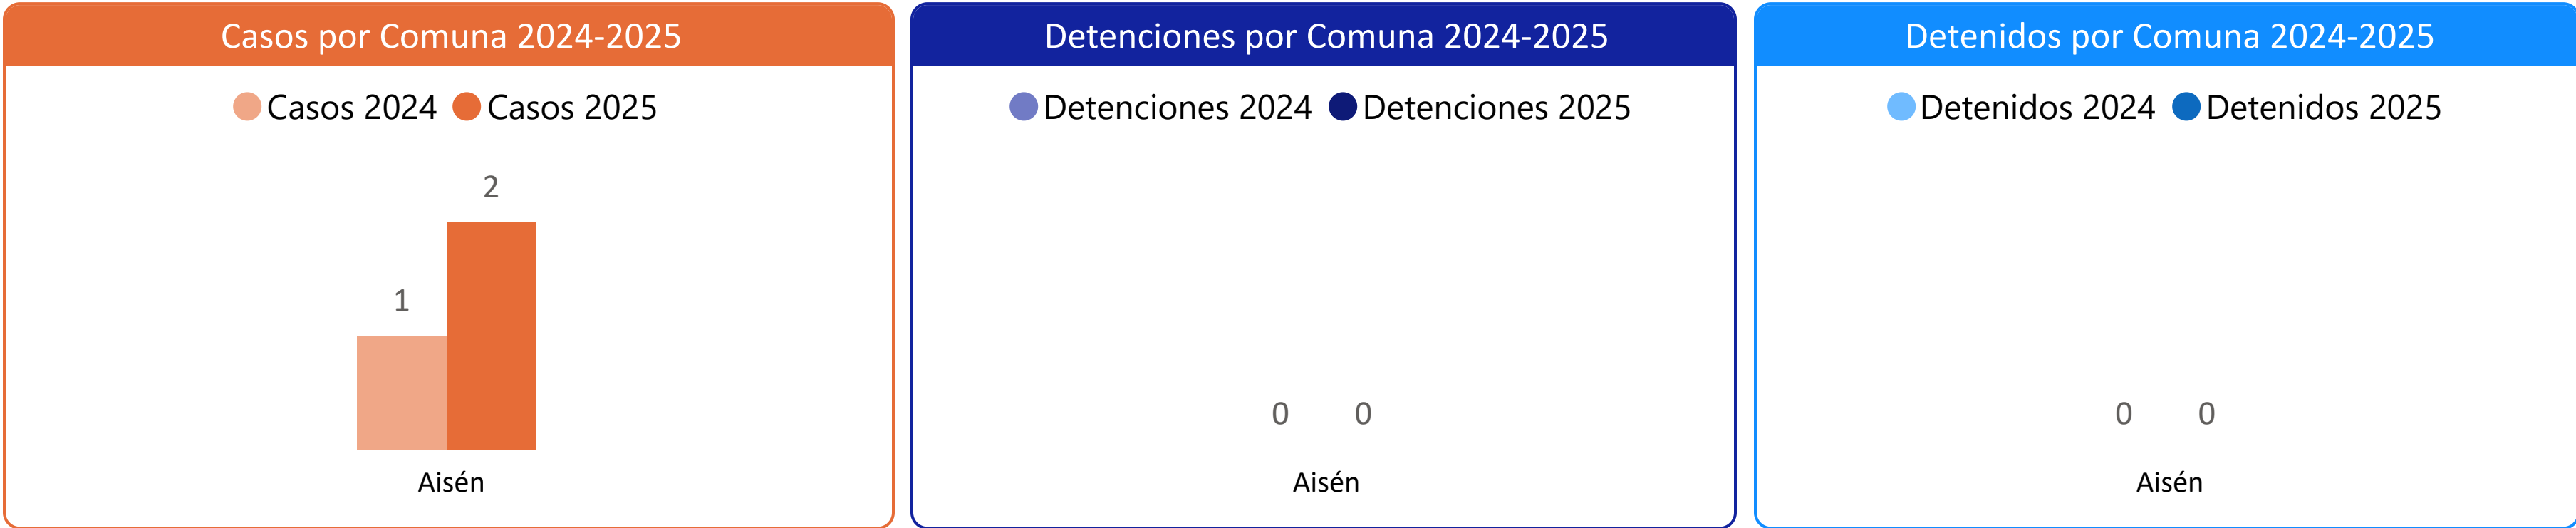 Casos por Comuna 2024-2025
Casos 2024 Casos 2025
2
1
Aisén
Detenciones por Comuna 2024-2025
Detenciones 2024 Detenciones 2025
0 0
Aisén
Detenidos por Comuna 2024-2025
Detenidos 2024 Detenidos 2025
0 0
Aisén